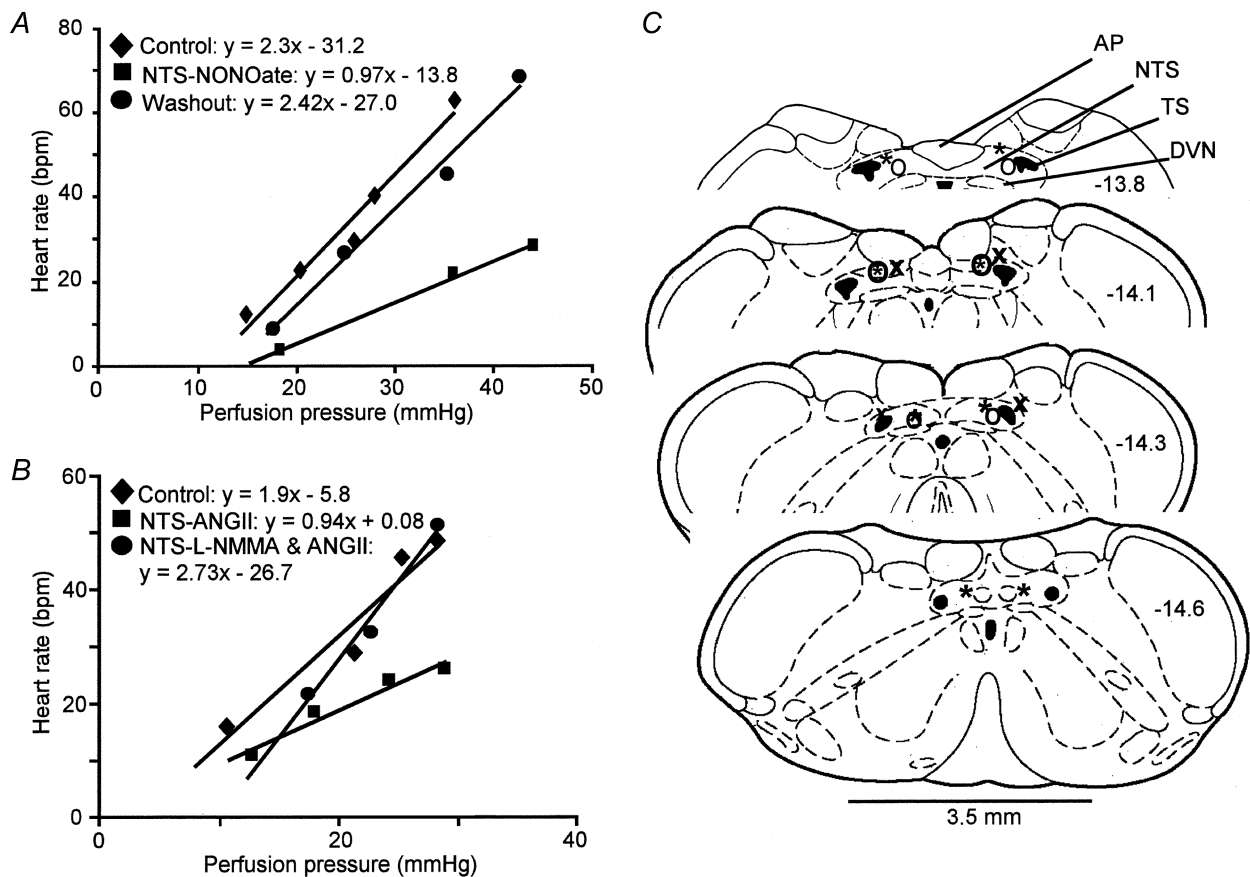 A
80
60
40
20
0
Heart rate (bpm)
Control: y = 2.3x - 31.2
NTS-NONOate: y = 0.97x - 13.8
Washout: y = 2.42x - 27.0
0 10 20 30 40 50
Perfusion pressure (mmHg)
B
60
40
20
0
Heart rate (bpm)
Control: y = 1.9x - 5.8
NTS-ANGII: y = 0.94x + 0.08
NTS-L-NMMA & ANGII:
y = 2.73x - 26.7
0 20 40
Perfusion pressure (mmHg)
C
AP
NTS
TS
DVN
* O O *
-13.8
O * X O * X
-14.1
X O * * O X
-14.3
* *
-14.6
3.5 mm